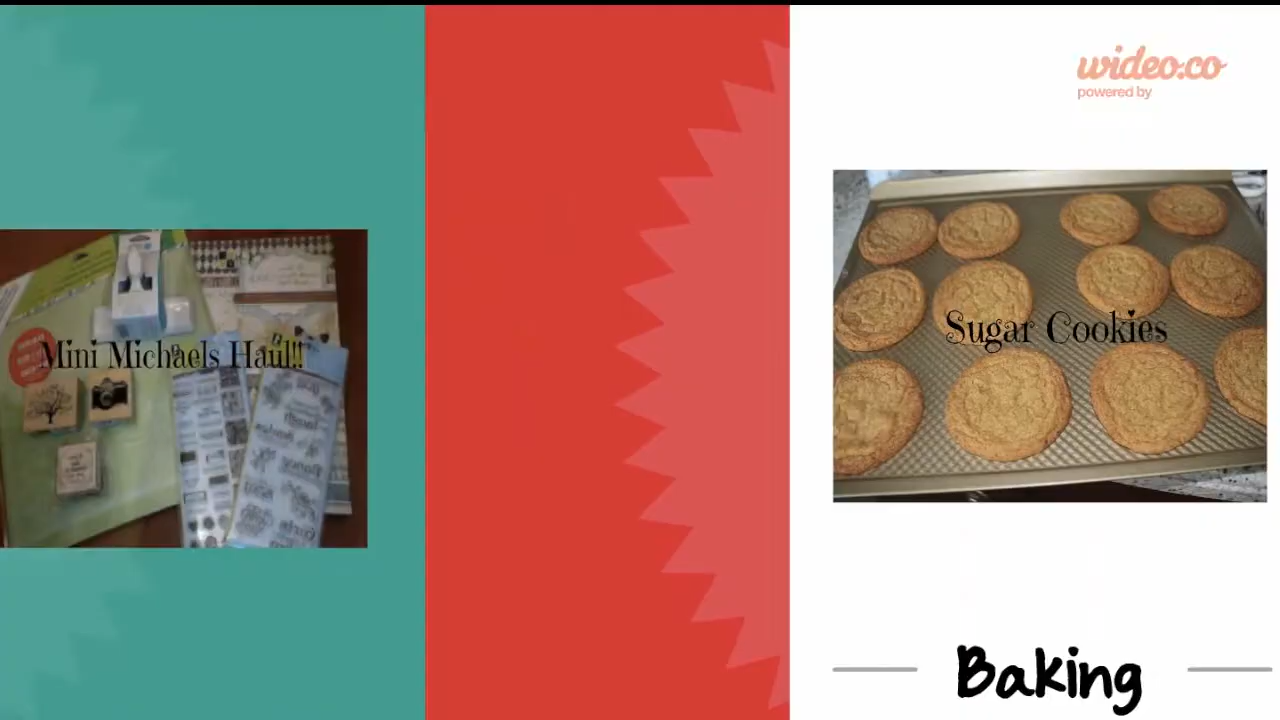 wideo.co
powered by
Mini Michaels Haul!!
Sugar Cookies
Baking